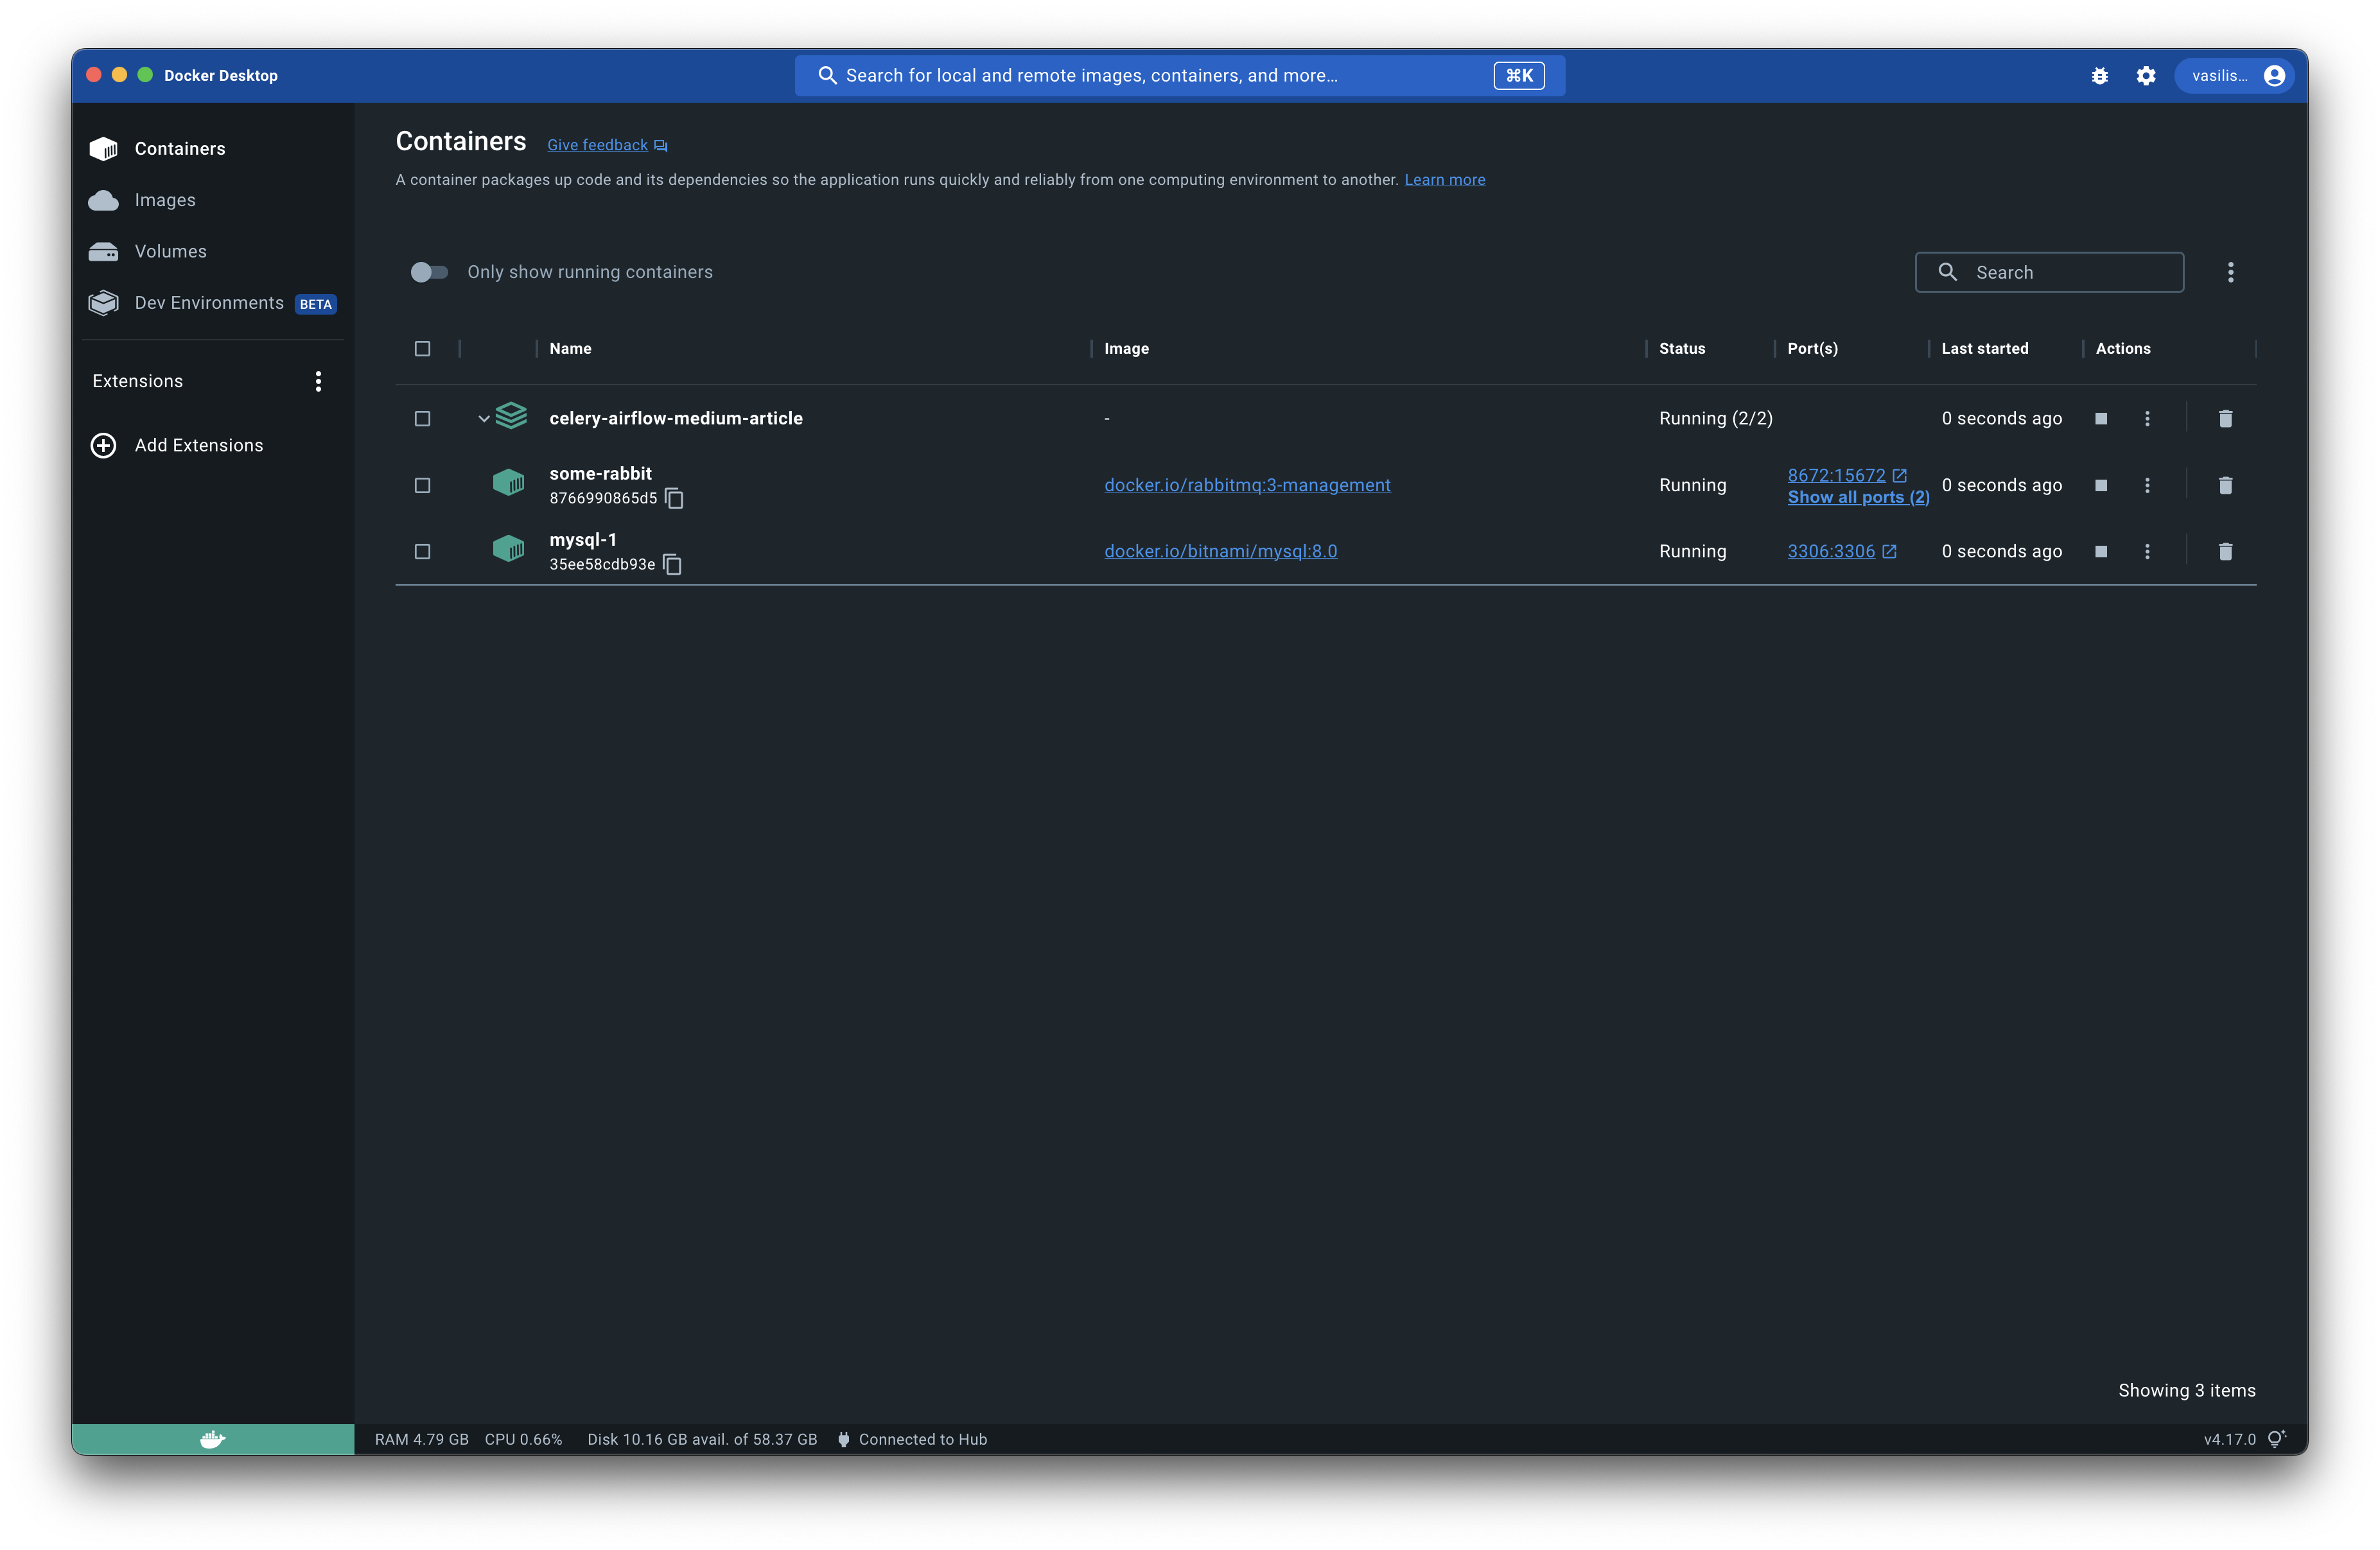 Docker Desktop
Search for local and remote images, containers, and more...
⌘K
vasilis...
Containers
Images
Volumes
Dev Environments BETA
Extensions
Add Extensions
Containers Give feedback
A container packages up code and its dependencies so the application runs quickly and reliably from one computing environment to another. Learn more
Only show running containers
Search
Name Image Status Port(s) Last started Actions
celery-airflow-medium-article - Running (2/2) 0 seconds ago
some-rabbit
8766990865d5
docker.io/rabbitmq:3-management Running
8672:15672
Show all ports (2)
0 seconds ago
mysql-1
35ee58cdb93e
docker.io/bitnami/mysql:8.0 Running 3306:3306 0 seconds ago
Showing 3 items
RAM 4.79 GB CPU 0.66% Disk 10.16 GB avail. of 58.37 GB Connected to Hub
v4.17.0